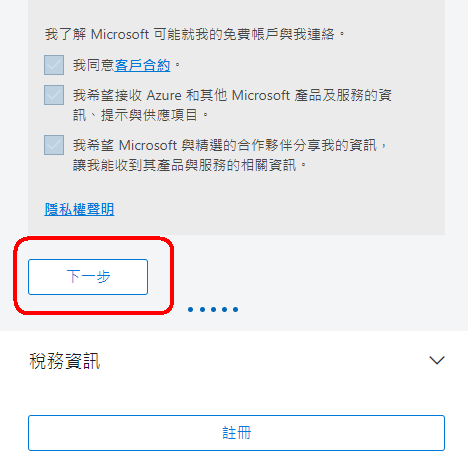 我了解 Microsoft 可能就我的免費帳戶與我連絡。
我同意客戶合約。
我希望接收 Azure 和其他 Microsoft 產品及服務的資
訊、提示與供應項目。
我希望 Microsoft 與精選的合作夥伴分享我的資訊，
讓我能收到其產品與服務的相關資訊。
隱私權聲明
下一步
稅務資訊
註冊